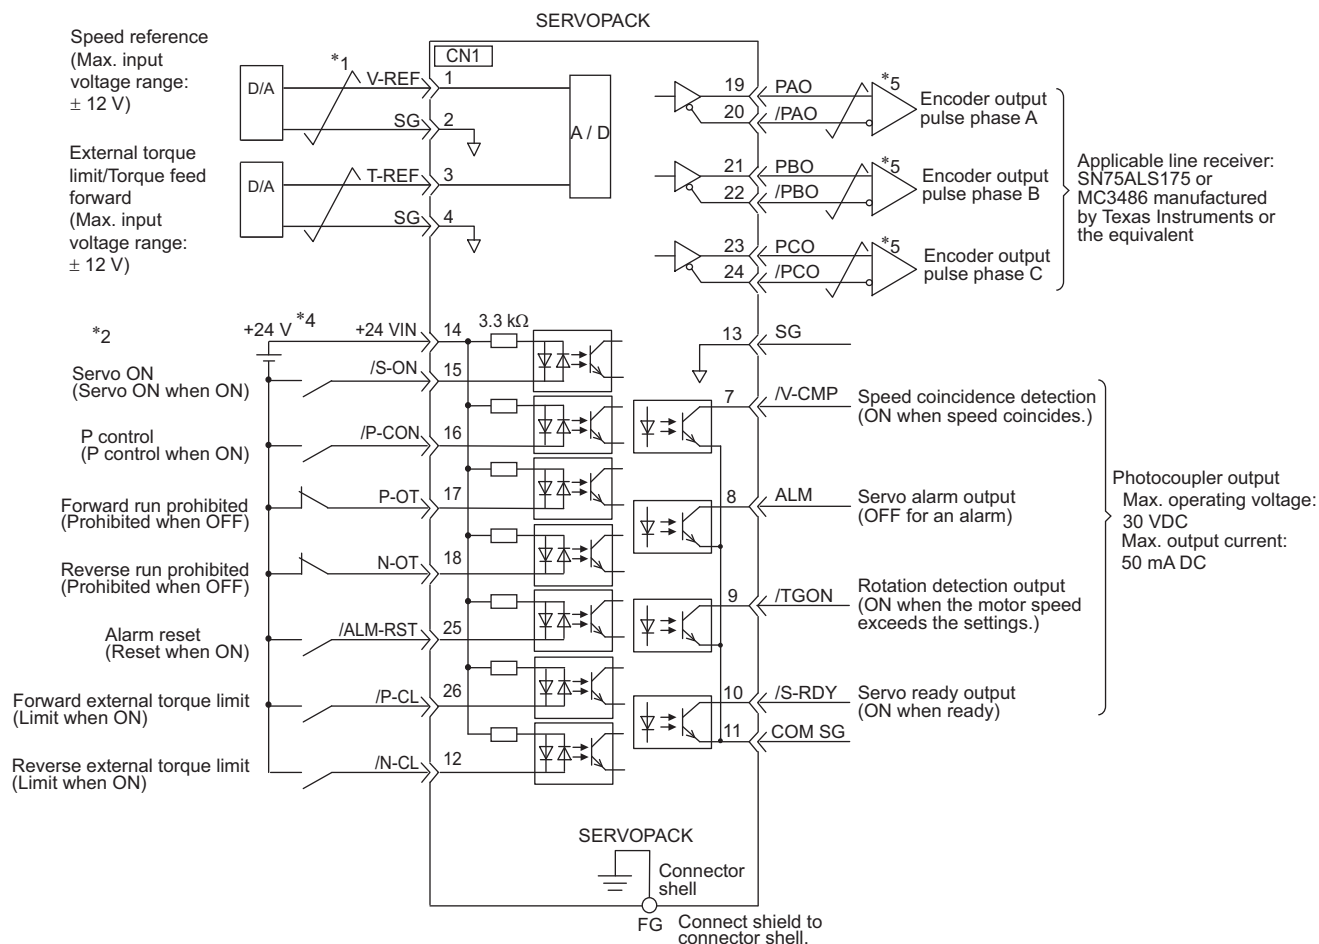 SERVOPACK
CN1
Speed reference
(Max. input
voltage range:
± 12 V)
*1
D/A
V-REF
1
SG
2
A / D
External torque
limit/Torque feed
forward
(Max. input
voltage range:
± 12 V)
D/A
T-REF
3
SG
4
19
PAO
*5
20
/PAO
Encoder output
pulse phase A
21
PBO
*5
22
/PBO
Encoder output
pulse phase B
23
PCO
*5
24
/PCO
Encoder output
pulse phase C
Applicable line receiver:
SN75ALS175 or
MC3486 manufactured
by Texas Instruments or
the equivalent
13
SG
*2
+24 V
*4
+24 VIN
14
3.3 kΩ
Servo ON
(Servo ON when ON)
/S-ON
15
P control
(P control when ON)
/P-CON
16
Forward run prohibited
(Prohibited when OFF)
P-OT
17
Reverse run prohibited
(Prohibited when OFF)
N-OT
18
Alarm reset
(Reset when ON)
/ALM-RST
25
Forward external torque limit
(Limit when ON)
/P-CL
26
Reverse external torque limit
(Limit when ON)
/N-CL
12
7
/V-CMP
Speed coincidence detection
(ON when speed coincides.)
8
ALM
Servo alarm output
(OFF for an alarm)
9
/TGON
Rotation detection output
(ON when the motor speed
exceeds the settings.)
10
/S-RDY
Servo ready output
(ON when ready)
11
COM SG
Photocoupler output
Max. operating voltage:
30 VDC
Max. output current:
50 mA DC
SERVOPACK
Connector
shell
FG
Connect shield to
connector shell.